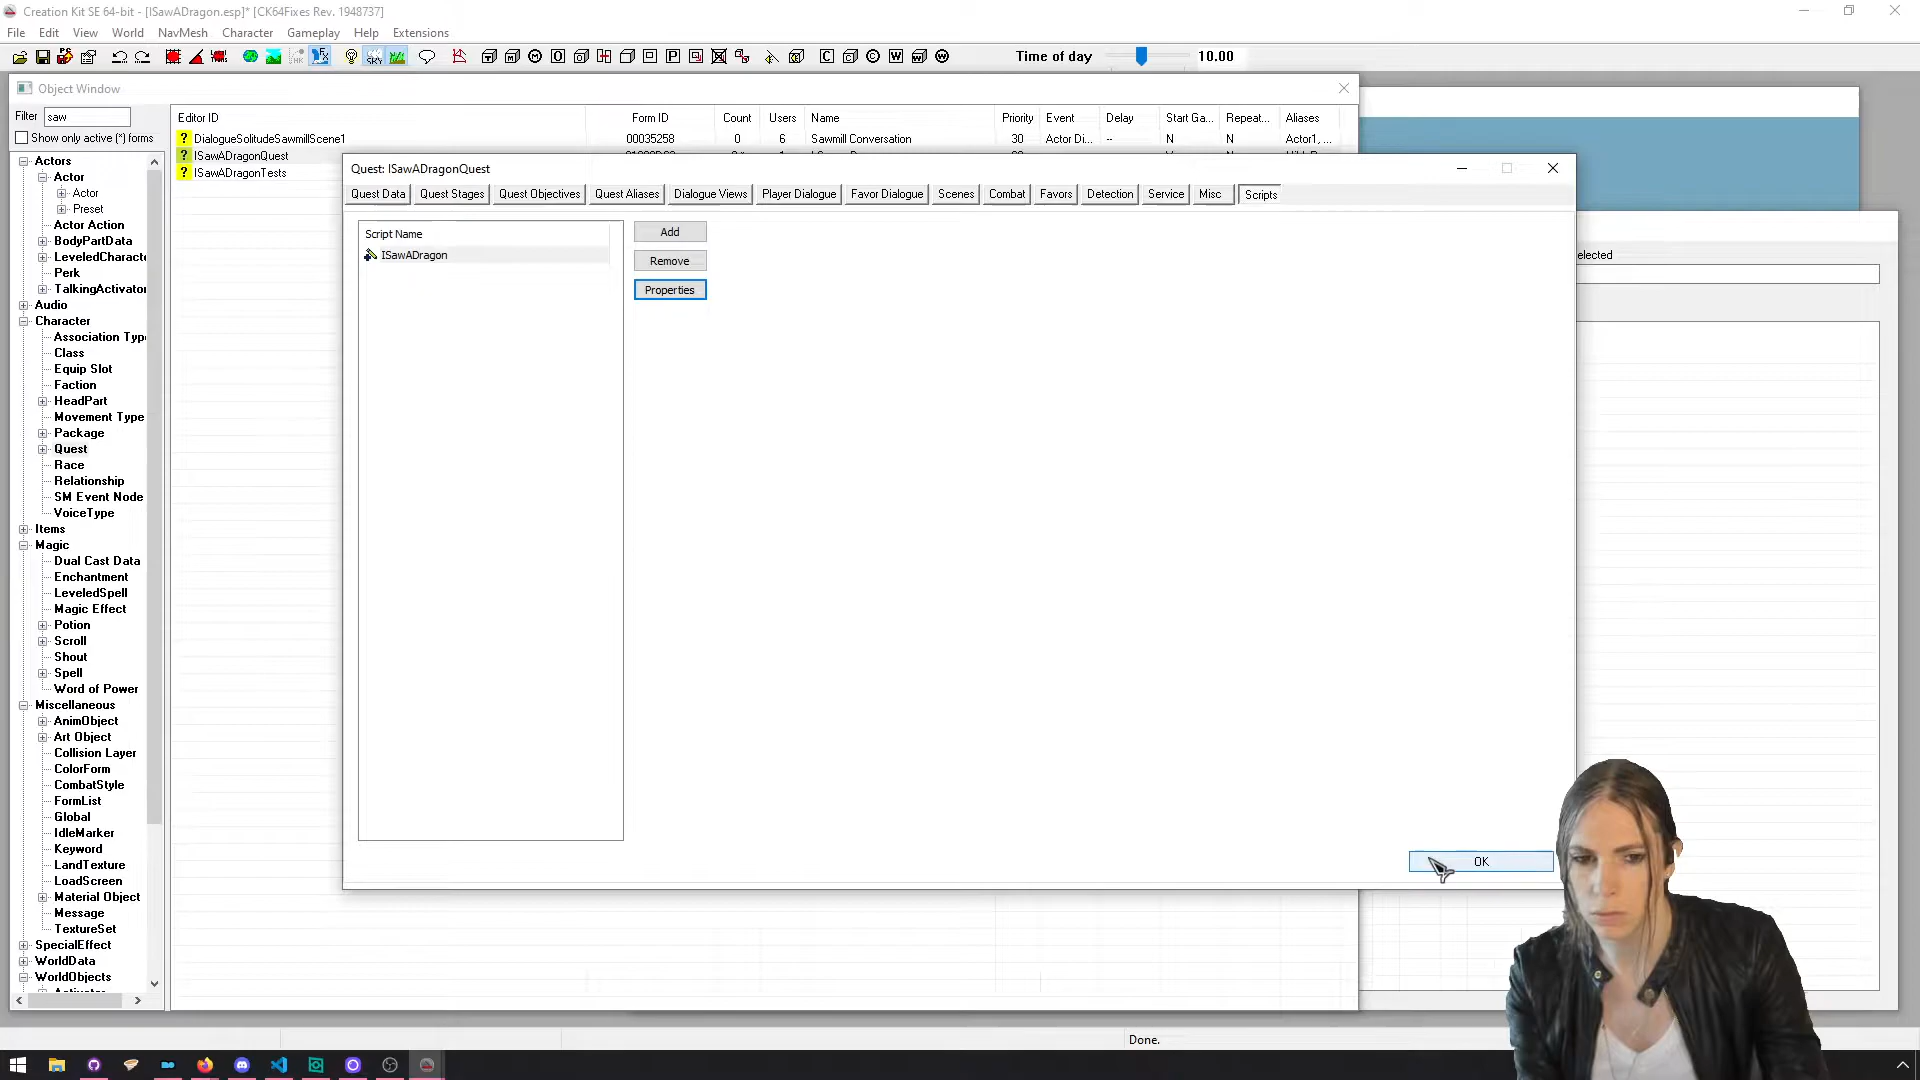 Creation Kit SE 64-bit - [ISawADragon.esp]* [CK64Fixes Rev. 1948737]
File Edit View World NavMesh Character Gameplay Help Extensions
Time of day 10.00
Object Window
Filter saw
Show only active (*) forms
Editor ID Form ID Count Users Name Priority Event Delay Start Ga... Repeat... Aliases
DialogueSolitudeSawmillScene1 00035258 0 6 Sawmill Conversation 30 Actor Di... -- N N Actor1, ...
ISawADragonQuest
ISawADragonTests
Actors
Actor
Actor
Preset
Actor Action
BodyPartData
LeveledCharacte
Perk
TalkingActivator
Audio
Character
Association Type
Class
Equip Slot
Faction
HeadPart
Movement Type
Package
Quest
Race
Relationship
SM Event Node
VoiceType
Items
Magic
Dual Cast Data
Enchantment
LeveledSpell
Magic Effect
Potion
Scroll
Shout
Spell
Word of Power
Miscellaneous
AnimObject
Art Object
Collision Layer
ColorForm
CombatStyle
FormList
Global
IdleMarker
Keyword
LandTexture
LoadScreen
Material Object
Message
TextureSet
SpecialEffect
WorldData
WorldObjects
Quest: ISawADragonQuest
Quest Data Quest Stages Quest Objectives Quest Aliases Dialogue Views Player Dialogue Favor Dialogue Scenes Combat Favors Detection Service Misc Scripts
Script Name
ISawADragon
Add
Remove
Properties
OK
elected
Done.